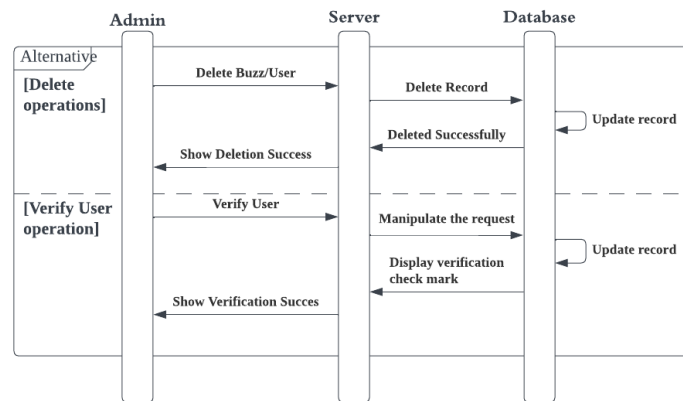 Admin
Server
Database
Alternative
[Delete
operations]
Delete Buzz/User
Delete Record
Update record
Deleted Successfully
Show Deletion Success
[Verify User
operation]
Verify User
Manipulate the request
Update record
Display verification
check mark
Show Verification Succes